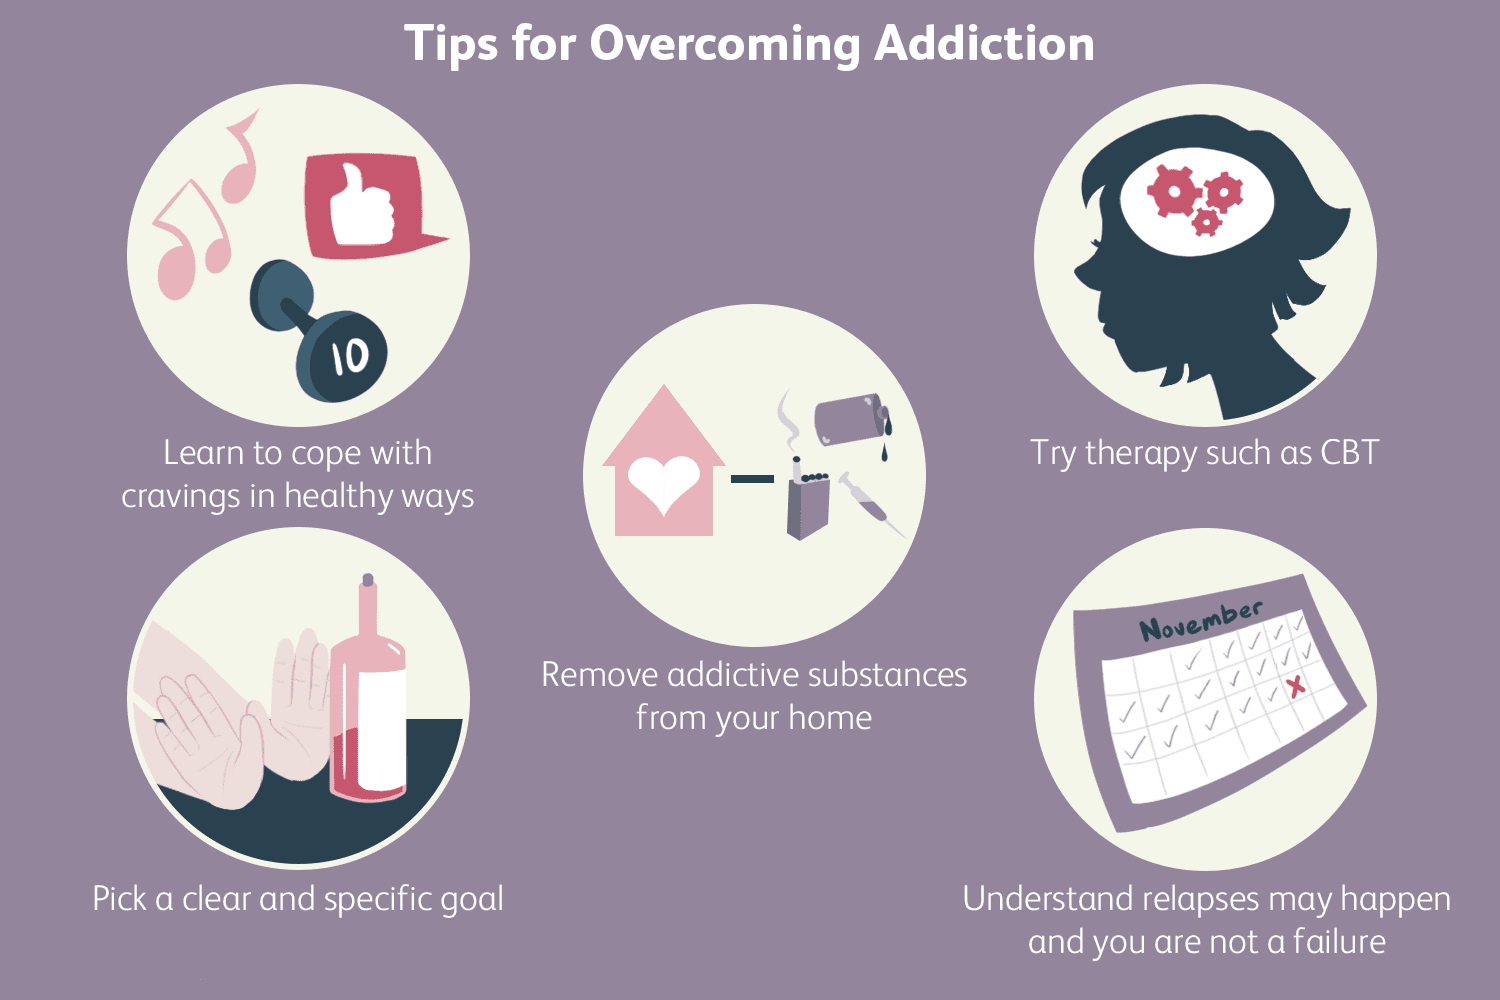 Tips for Overcoming Addiction
10
Learn to cope with
cravings in healthy ways
Try therapy such as CBT
Remove addictive substances
from your home
November
Pick a clear and specific goal
Understand relapses may happen
and you are not a failure